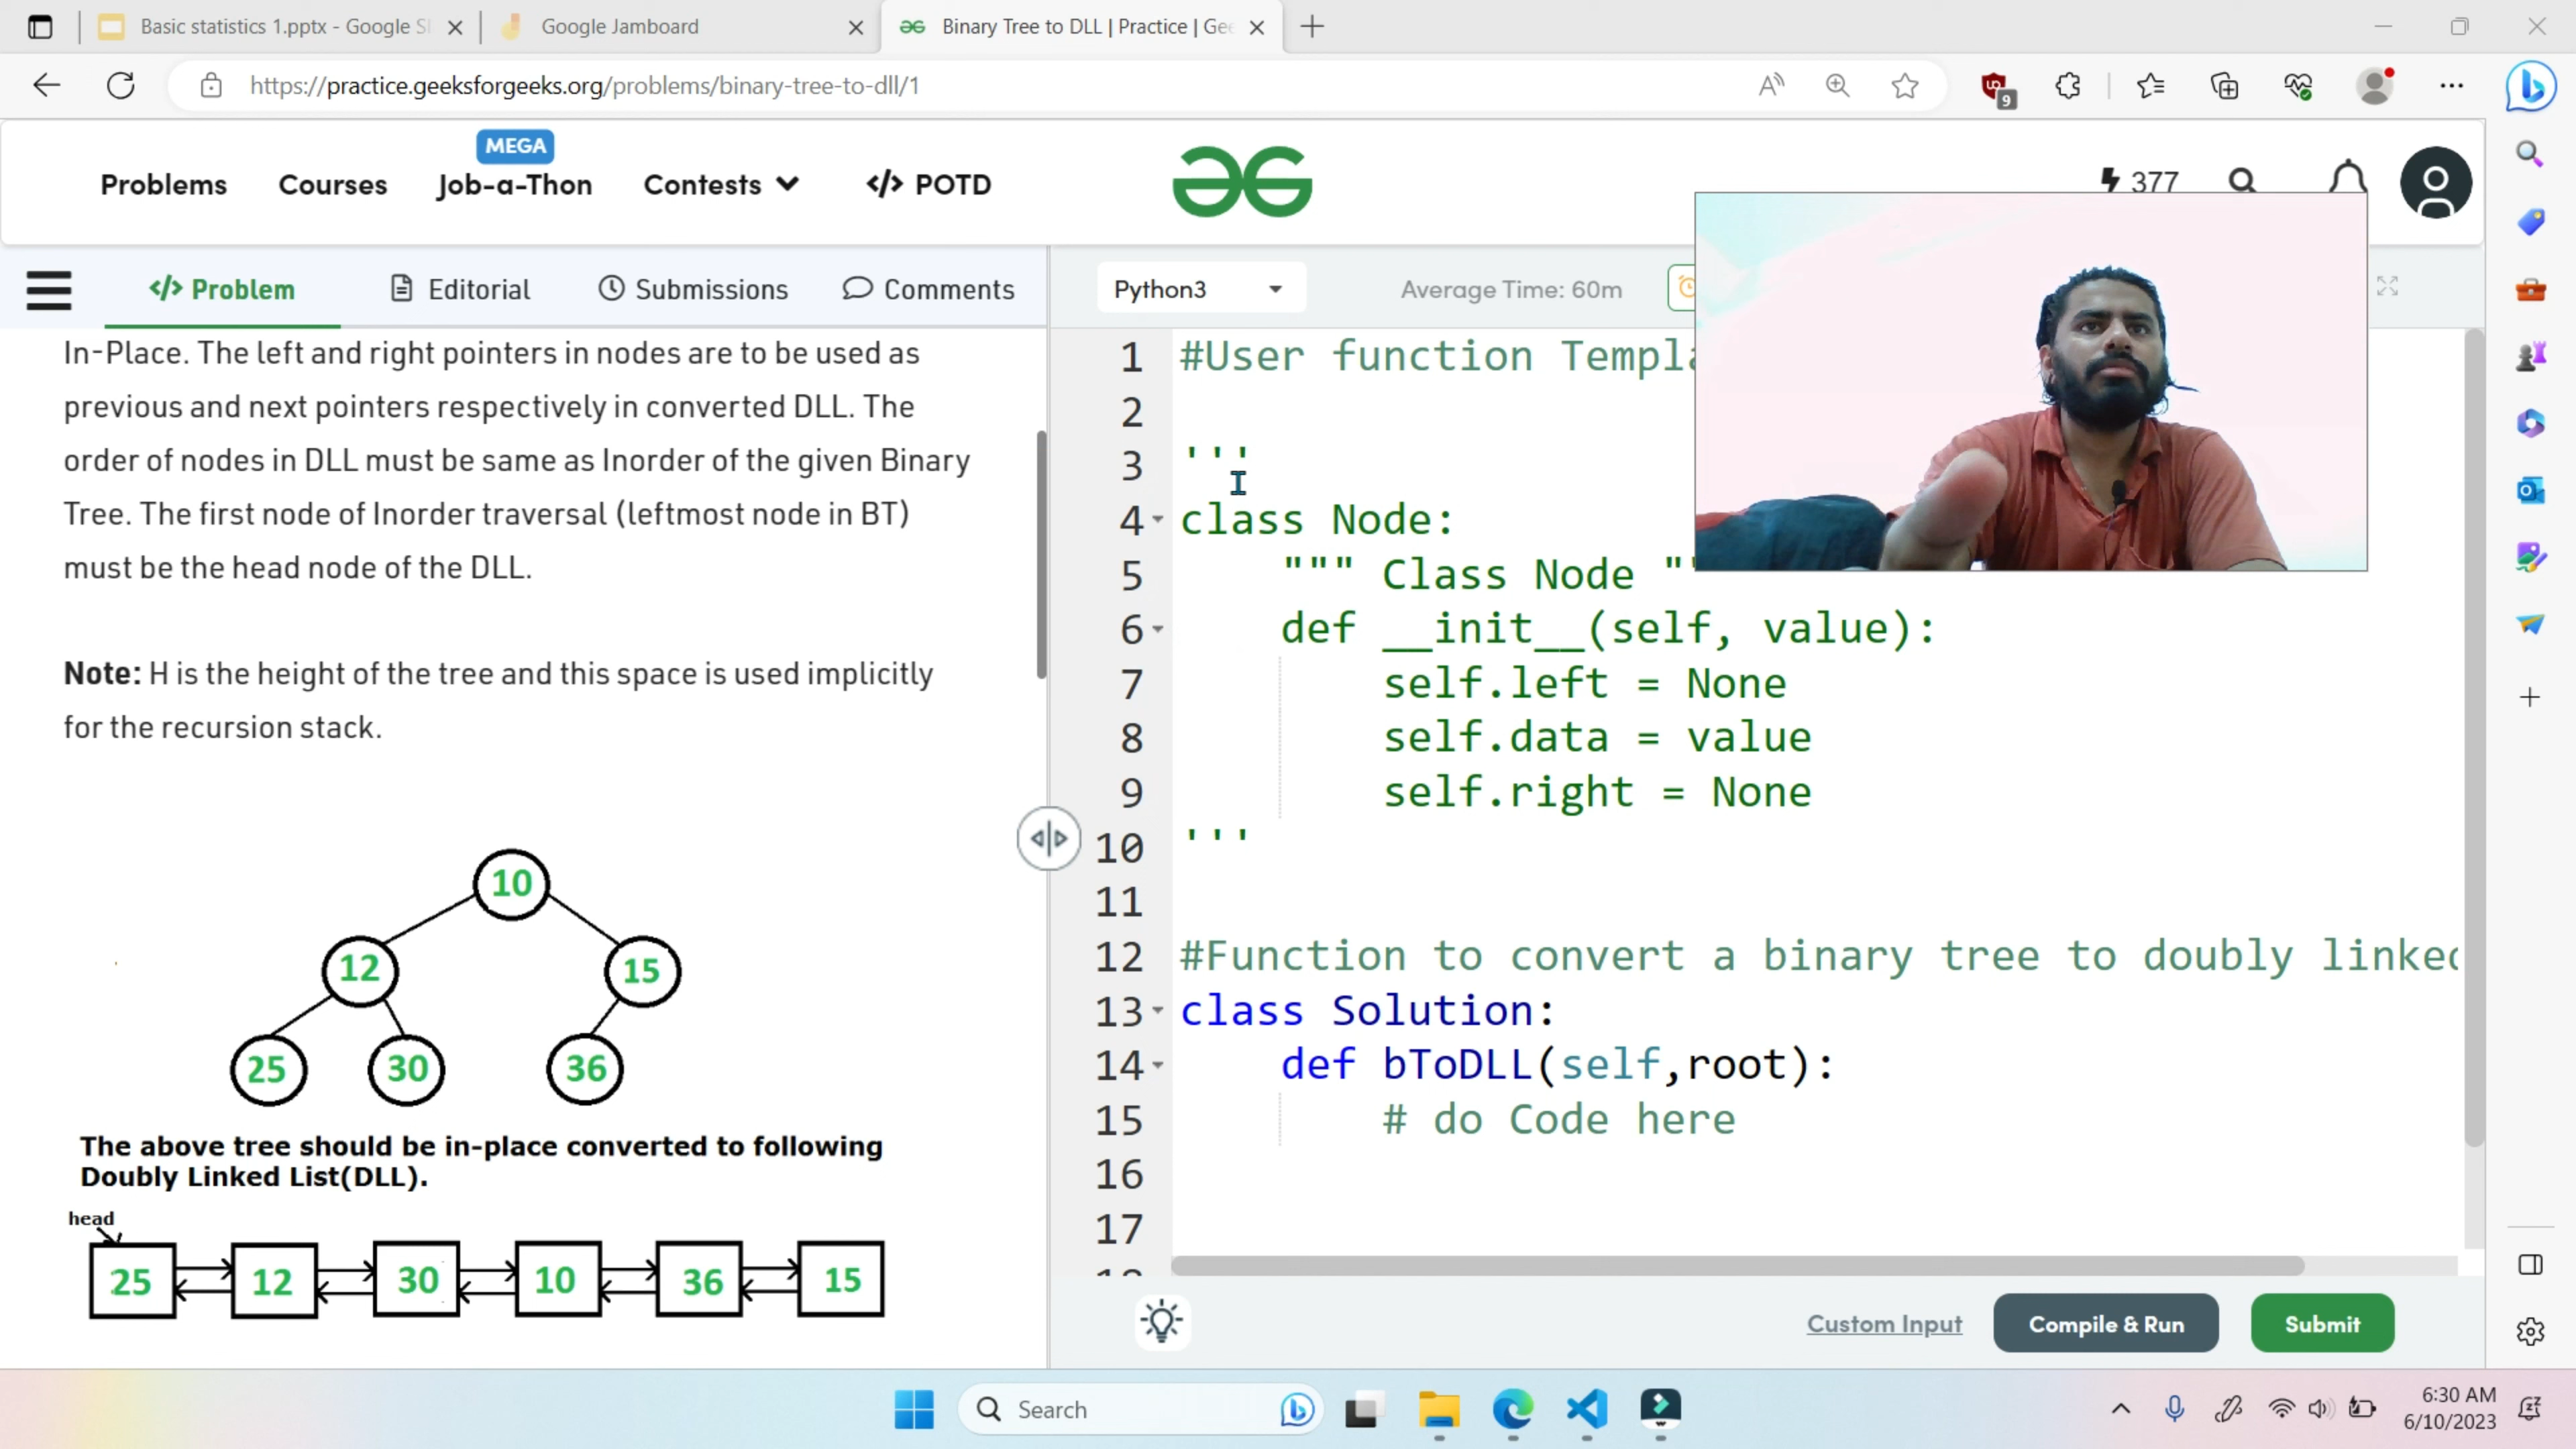 Basic statistics 1.pptx - Google Sl
Google Jamboard
Binary Tree to DLL | Practice | Gee
https://practice.geeksforgeeks.org/problems/binary-tree-to-dll/1
9
Problems
Courses
MEGA
Job-a-Thon
Contests
</> POTD
377
</> Problem
Editorial
Submissions
Comments
In-Place. The left and right pointers in nodes are to be used as
previous and next pointers respectively in converted DLL. The
order of nodes in DLL must be same as Inorder of the given Binary
Tree. The first node of Inorder traversal (leftmost node in BT)
must be the head node of the DLL.
Note: H is the height of the tree and this space is used implicitly
for the recursion stack.
10
12
15
25
30
36
The above tree should be in-place converted to following
Doubly Linked List(DLL).
head
25 12 30 10 36 15
Python3
Average Time: 60m
1 #User function Templa
2
3 '''
4 class Node:
5 """ Class Node ""
6 def __init__(self, value):
7 self.left = None
8 self.data = value
9 self.right = None
10 '''
11
12 #Function to convert a binary tree to doubly linked
13 class Solution:
14 def bToDLL(self,root):
15 # do Code here
16
17
Custom Input
Compile & Run
Submit
Search
6:30 AM
6/10/2023